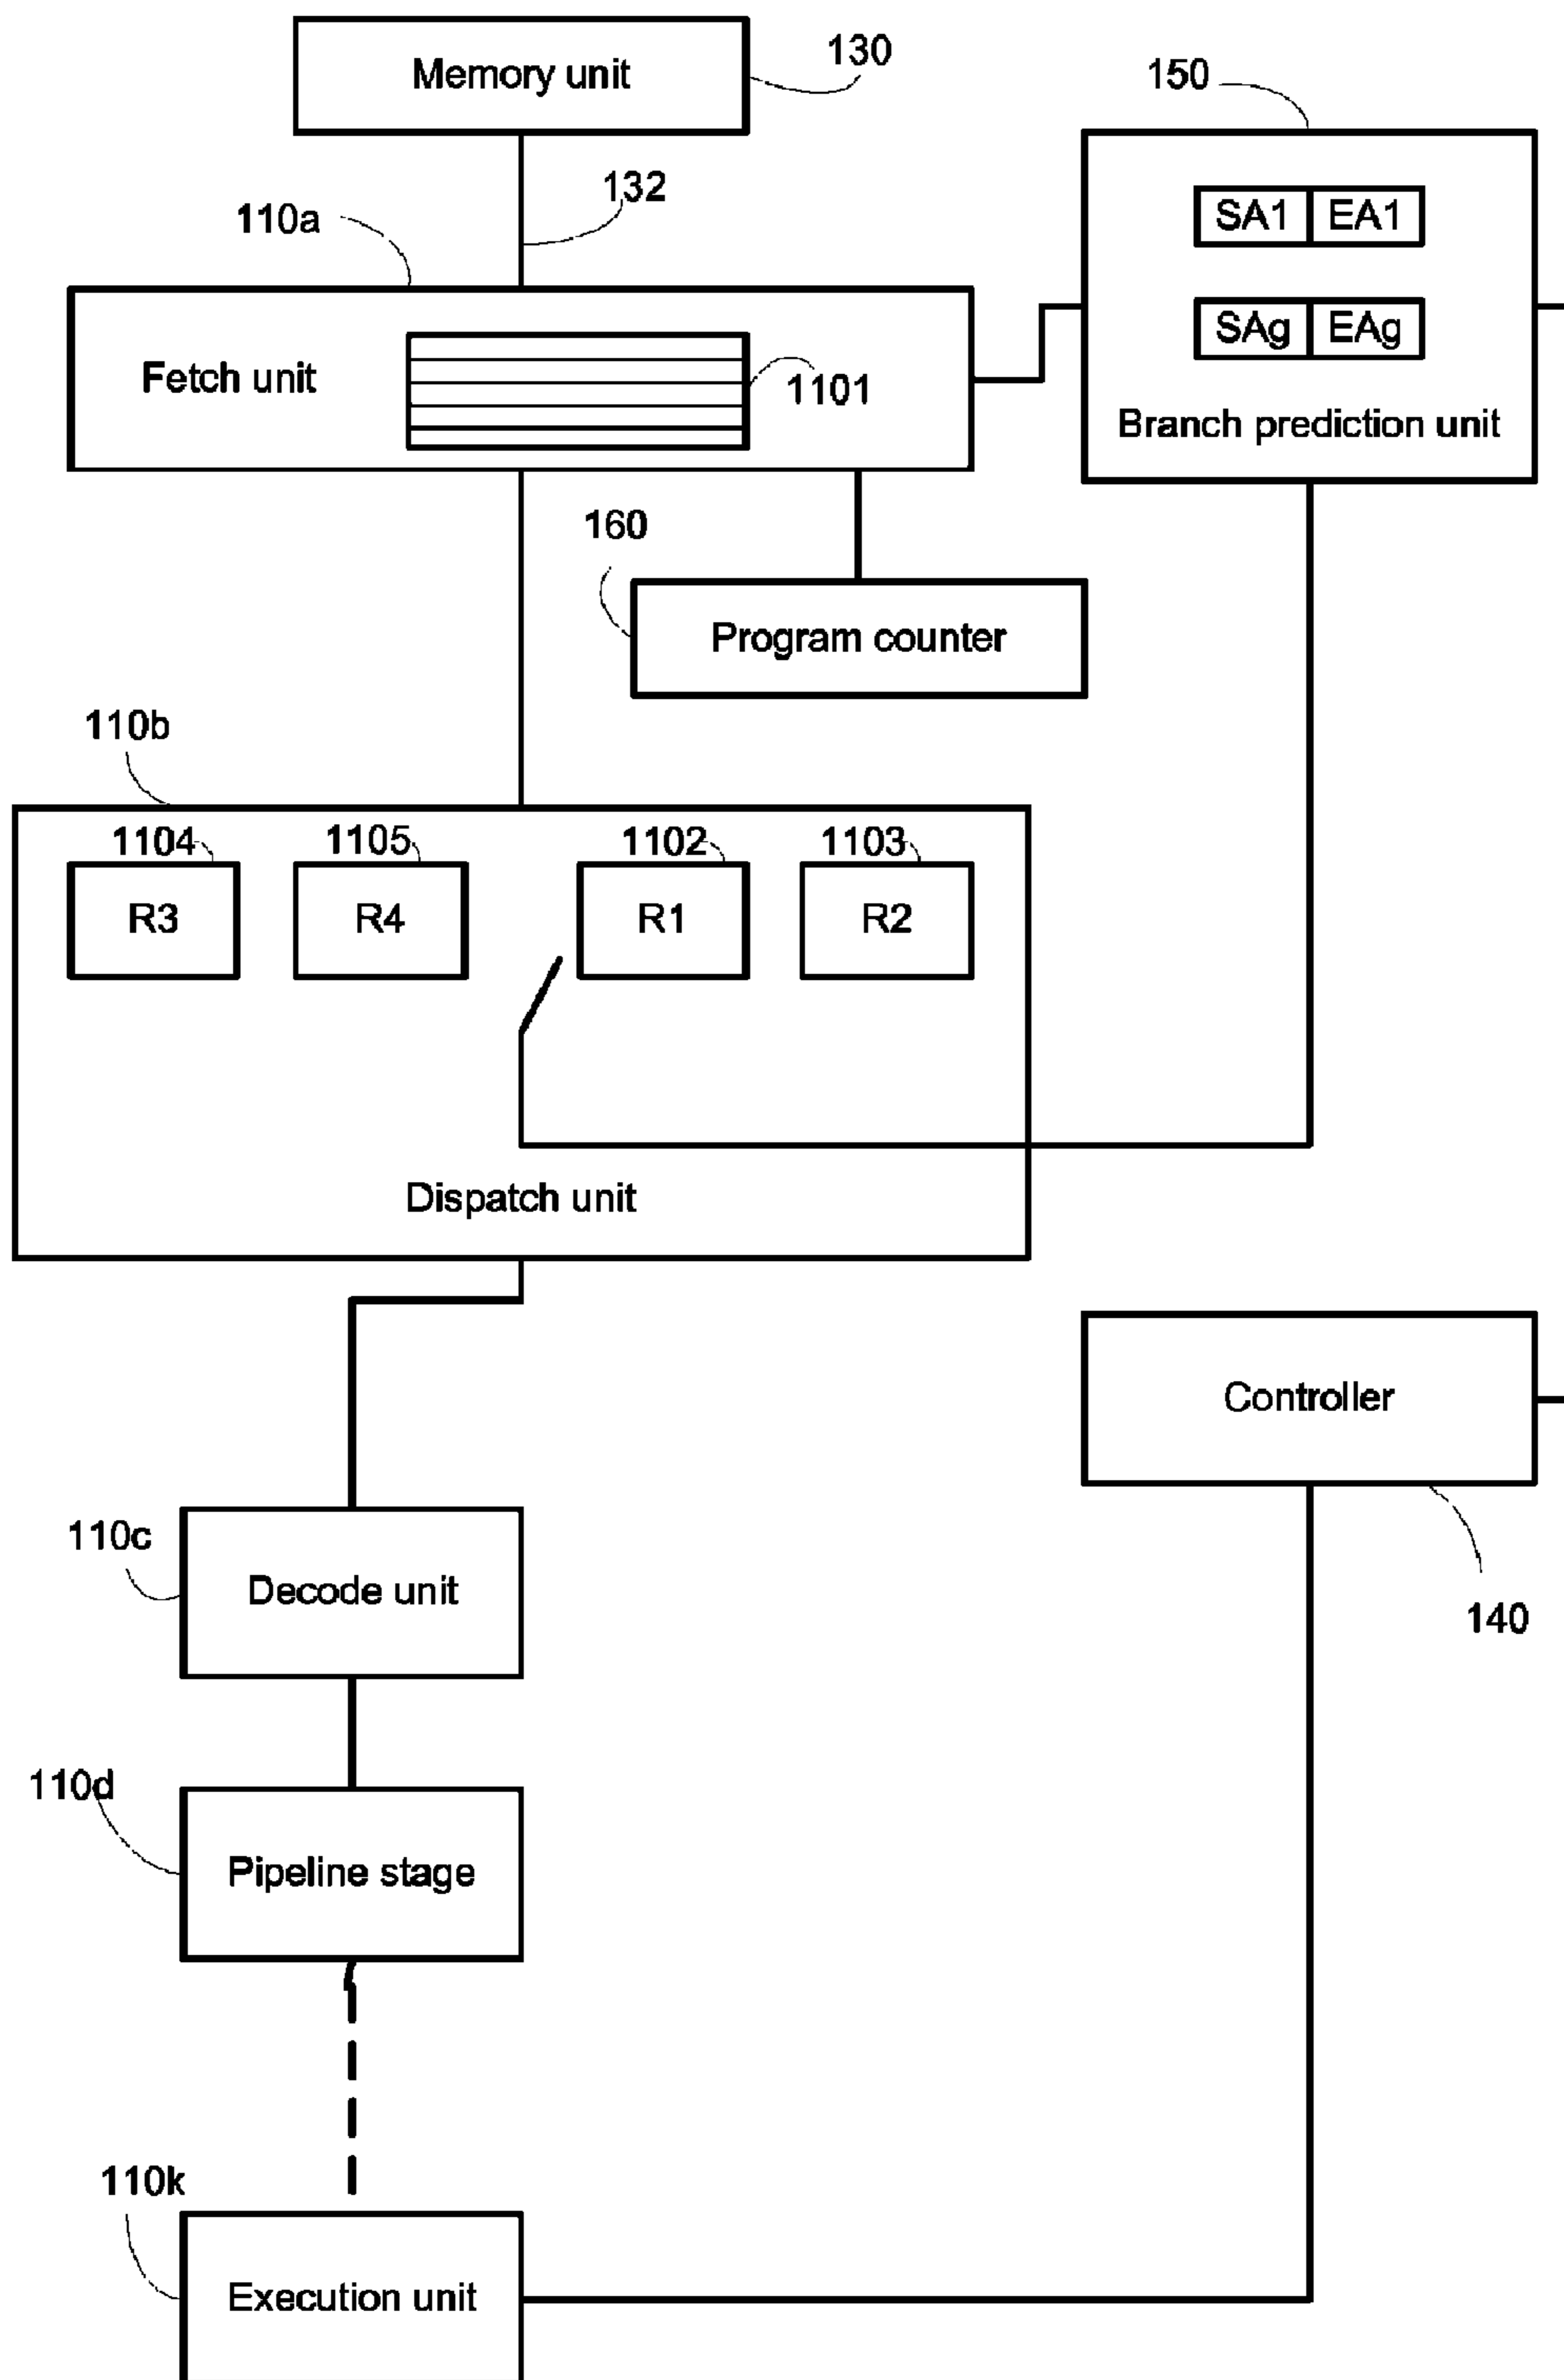 Memory unit
130
150
132
110a
SA1
EA1
SAg
EAg
Fetch unit
1101
Branch prediction unit
160
Program counter
110b
1104
1105
1102
1103
R3
R4
R1
R2
Dispatch unit
Controller
110c
Decode unit
140
110d
Pipeline stage
110k
Execution unit